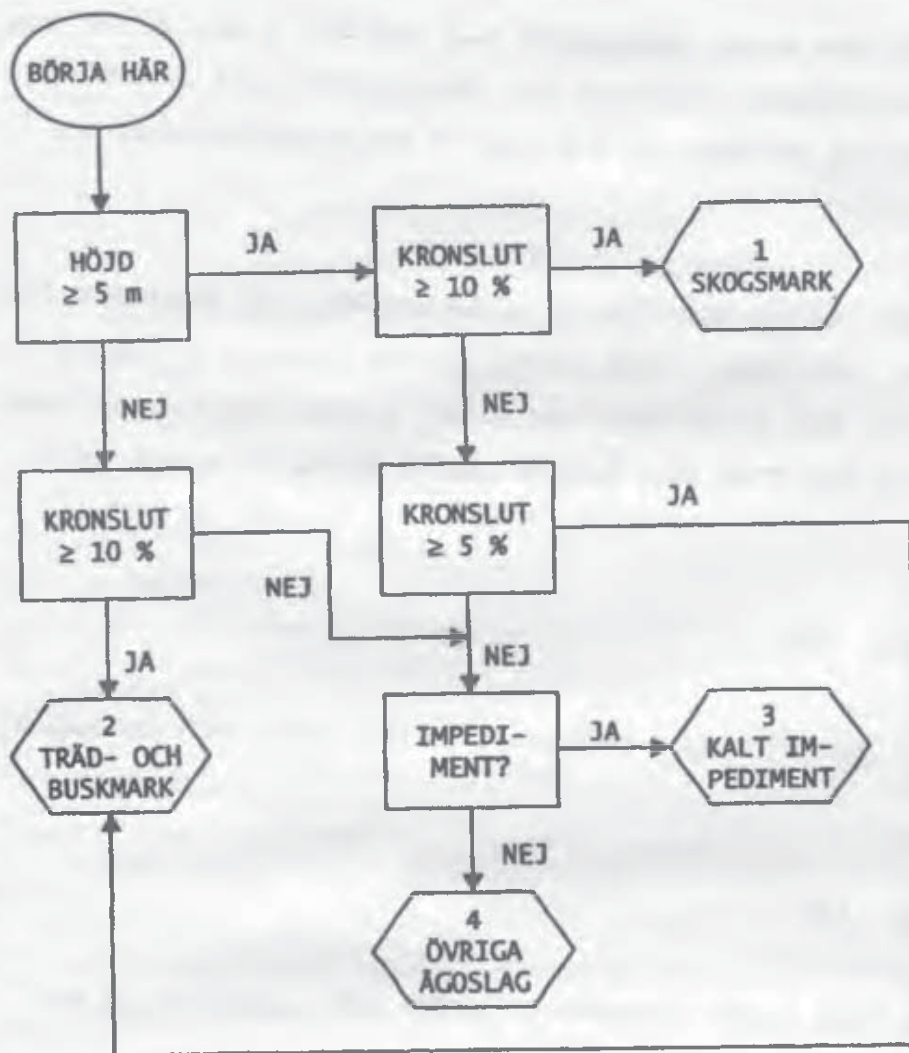 BÖRJA HÄR
HÖJD
≥ 5 m
JA
KRONSLUT
≥ 10 %
JA
1
SKOGSMARK
NEJ
NEJ
KRONSLUT
≥ 10 %
NEJ
KRONSLUT
≥ 5 %
JA
JA
NEJ
2
TRÄD- OCH
BUSKMARK
IMPEDI-
MENT?
JA
3
KALT IM-
PEDIMENT
NEJ
4
ÖVRIGA
ÄGOSLAG